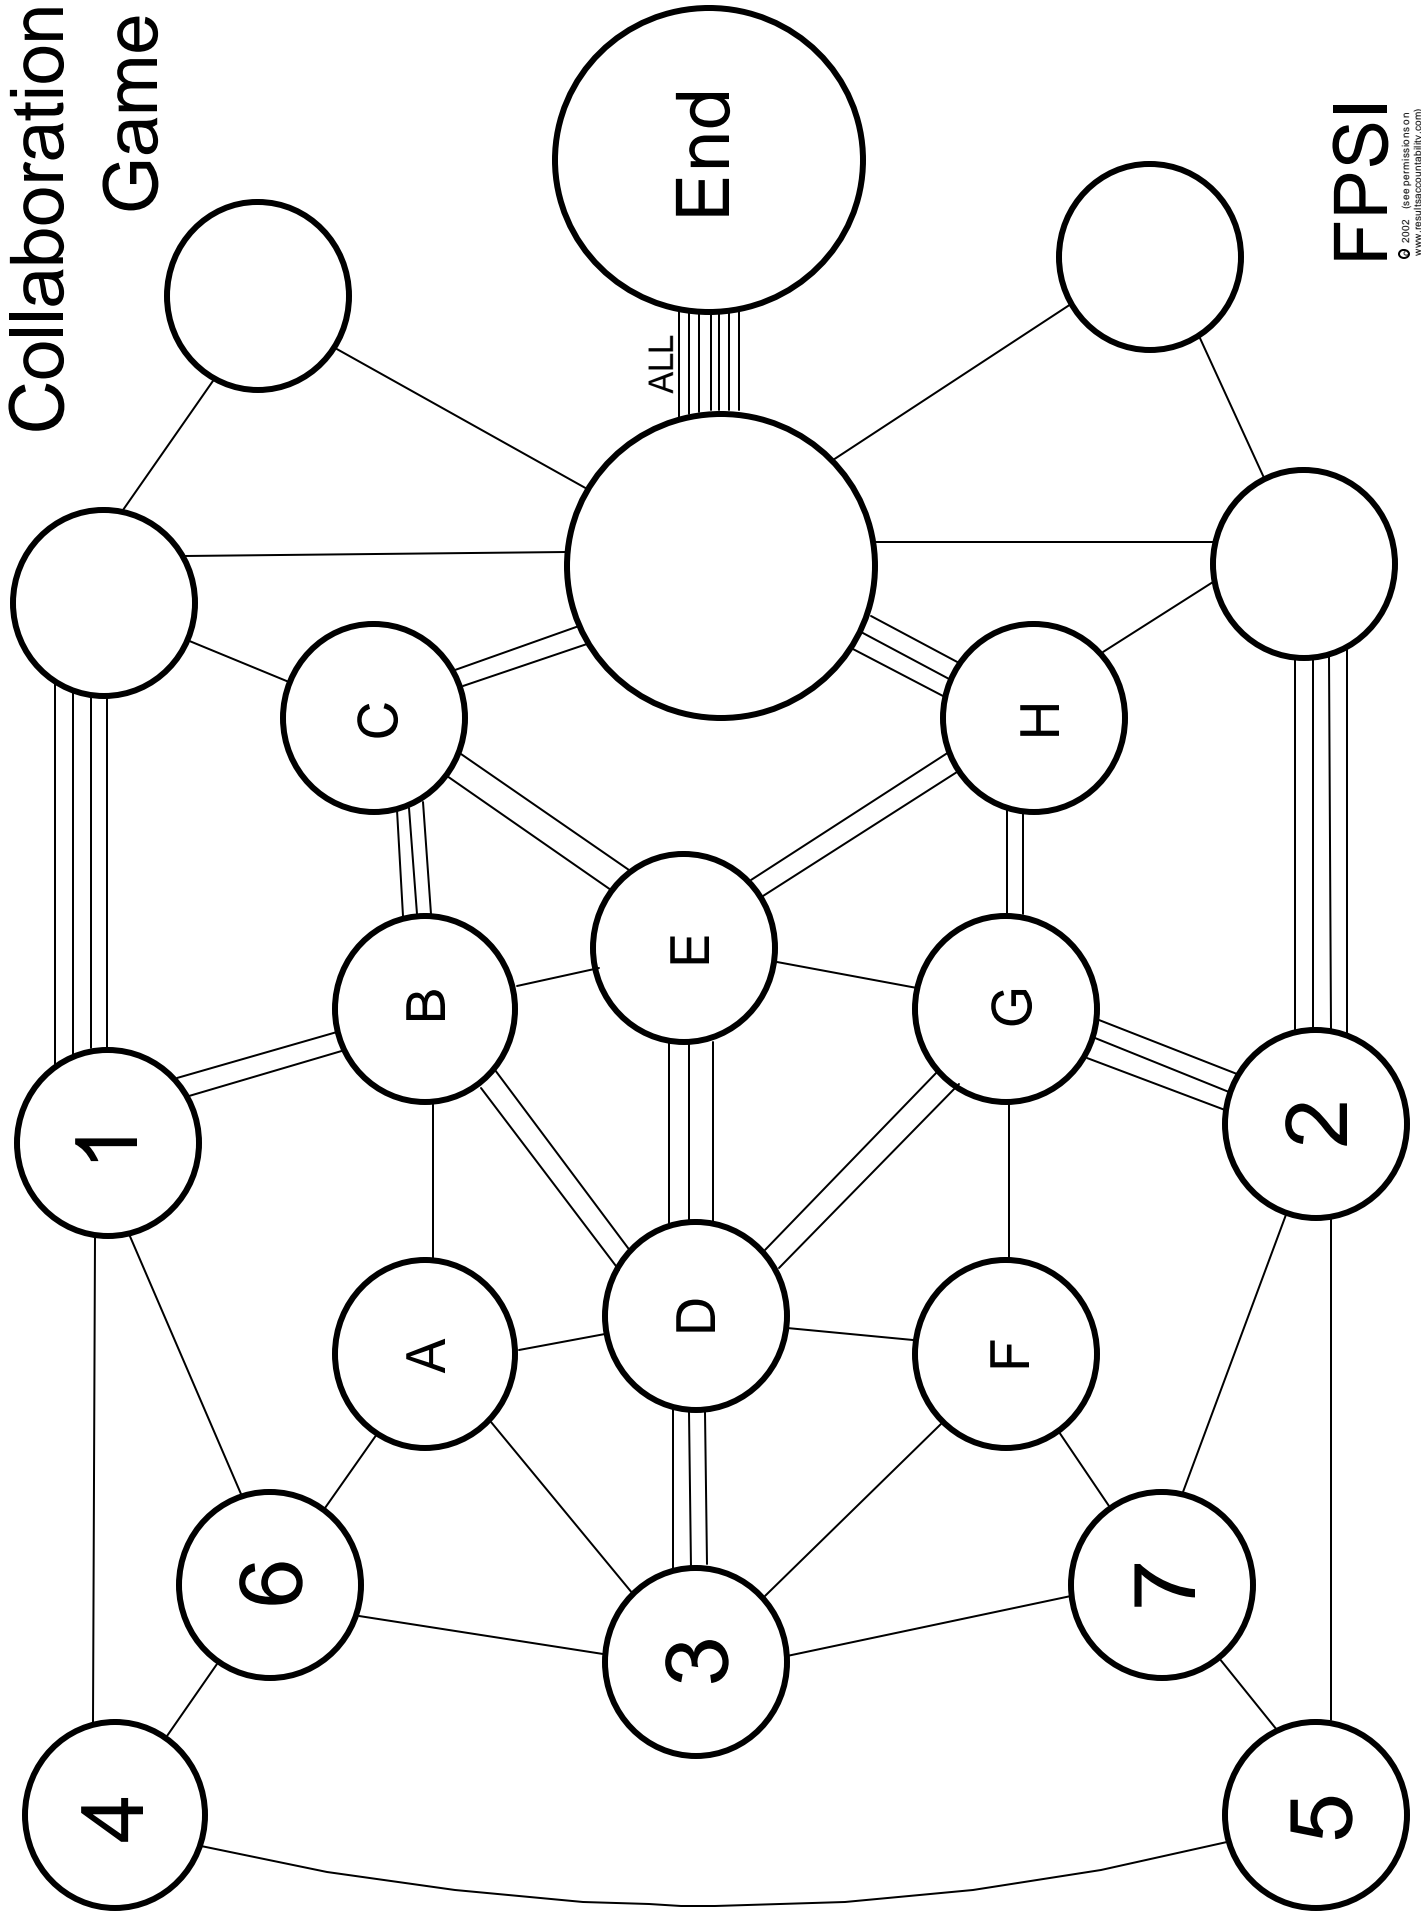 Collaboration
Game
4
1
6
C
A
B
ALL
3
D
E
End
F
G
H
7
5
2
FPSI
© 2002 (see permissions on
www.resultsaccountability.com)